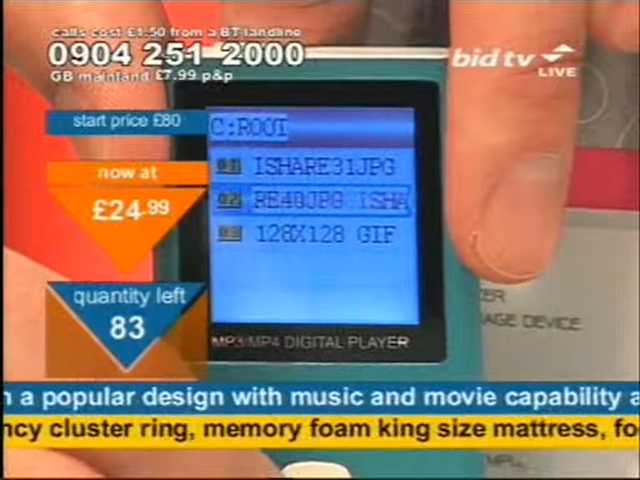 calls cost £1.50 from a BT landline
0904 251 2000
GB mainland £7.99 p&p
bid tv
LIVE
start price £80
now at
£24.99
quantity left
83
C:ROOT
01 ISHARE31JPG
02 RE40JPG ISHA
03 128X128 GIF
MP3/MP4 DIGITAL PLAYER
AGE DEVICE
a popular design with music and movie capability
cluster ring, memory foam king size mattress,